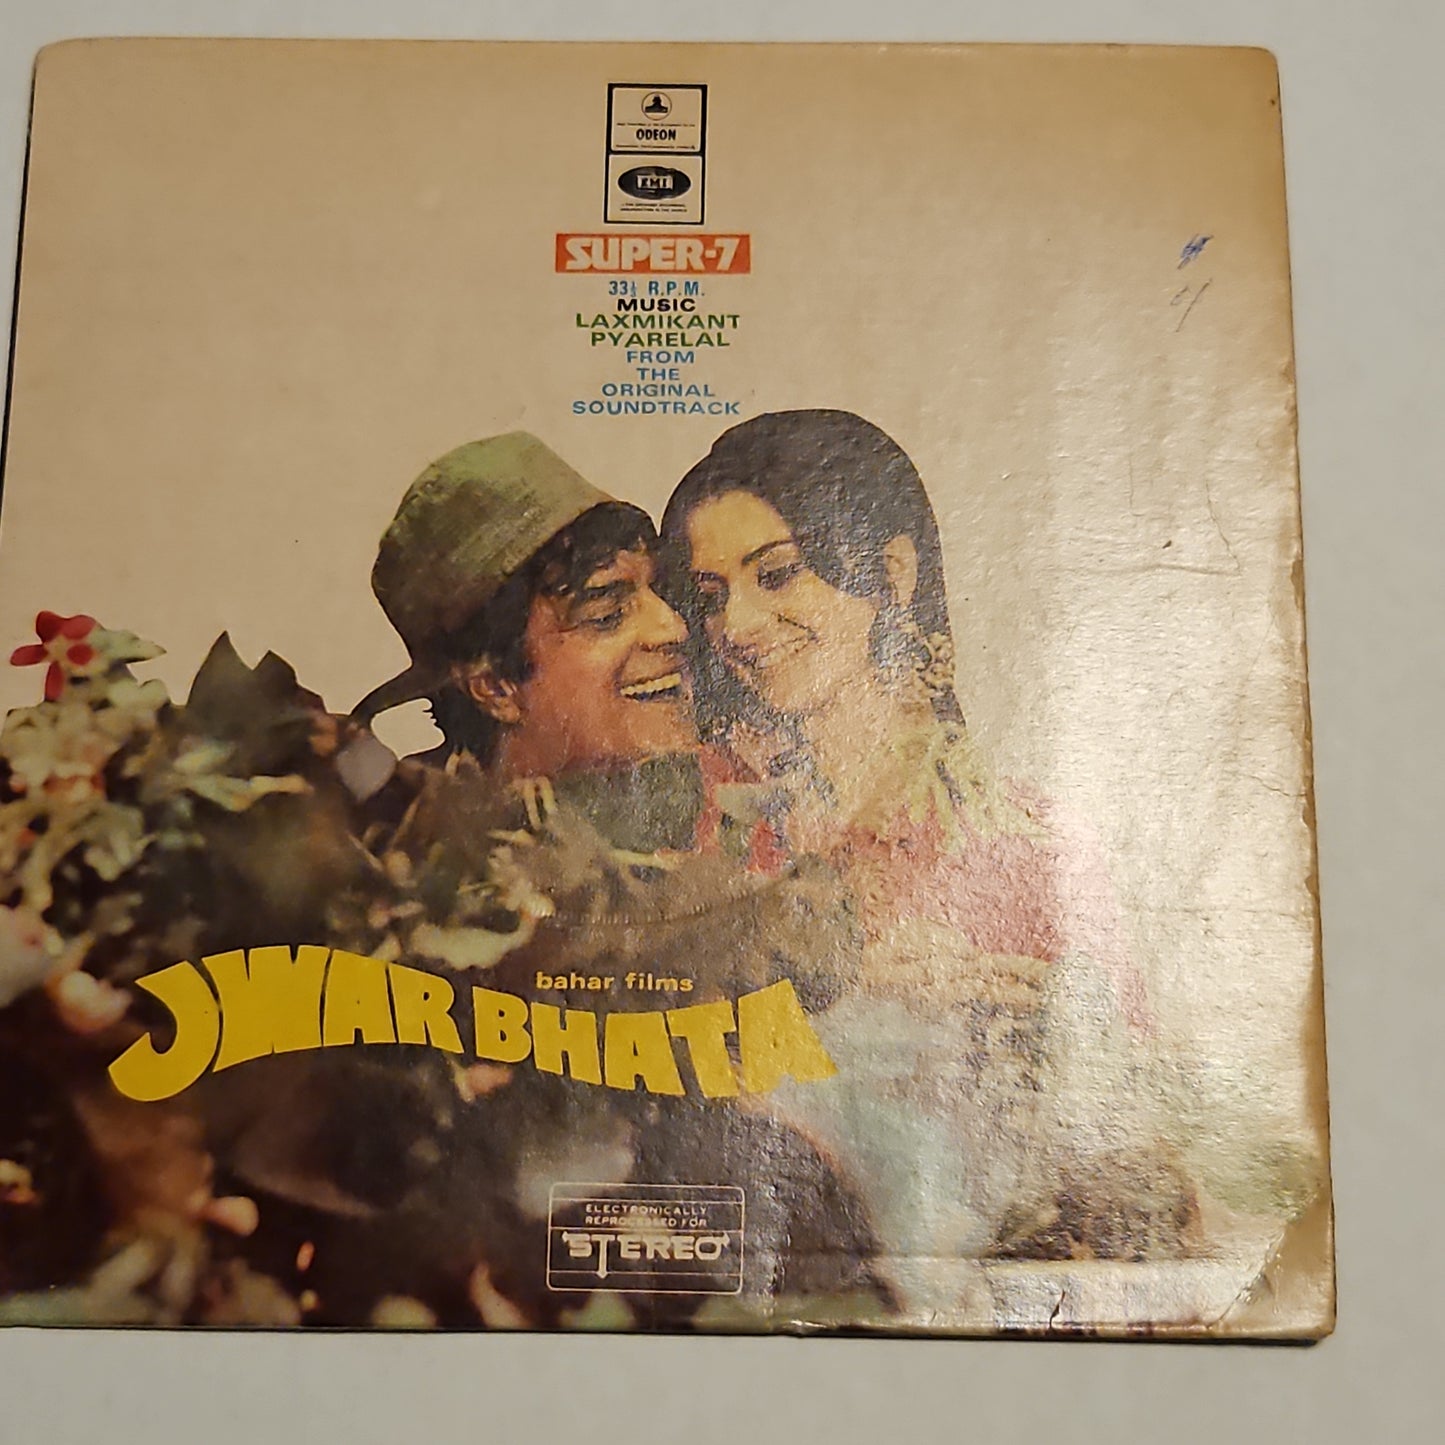 ODEON
EMI
SUPER-7
33⅓ R.P.M.
MUSIC
LAXMIKANT
PYARELAL
FROM
THE
ORIGINAL
SOUNDTRACK
bahar films
JWAR BHATA
ELECTRONICALLY
REPROCESSED FOR
STEREO